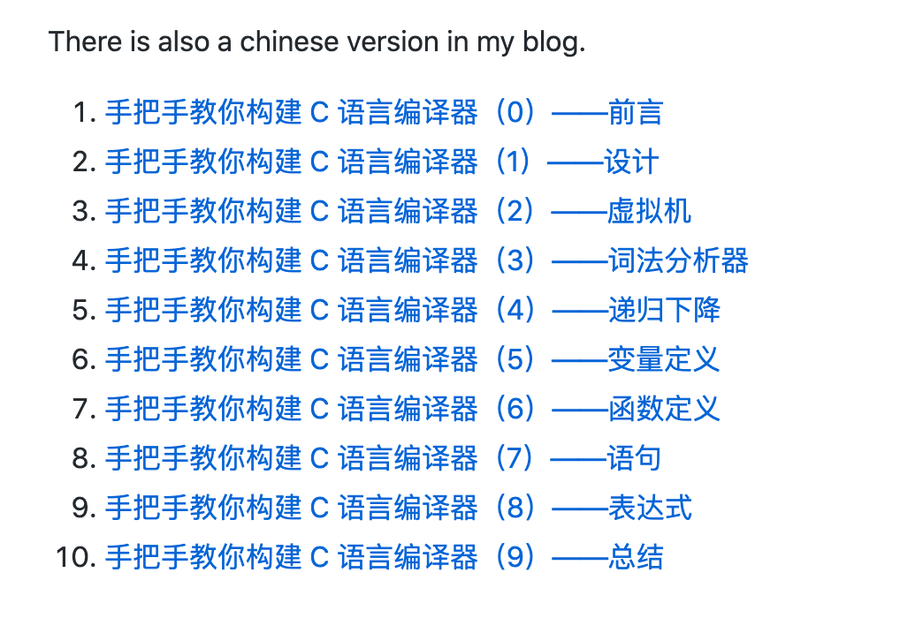 There is also a chinese version in my blog.
1. 手把手教你构建 C 语言编译器（0）——前言
2. 手把手教你构建 C 语言编译器（1）——设计
3. 手把手教你构建 C 语言编译器（2）——虚拟机
4. 手把手教你构建 C 语言编译器（3）——词法分析器
5. 手把手教你构建 C 语言编译器（4）——递归下降
6. 手把手教你构建 C 语言编译器（5）——变量定义
7. 手把手教你构建 C 语言编译器（6）——函数定义
8. 手把手教你构建 C 语言编译器（7）——语句
9. 手把手教你构建 C 语言编译器（8）——表达式
10. 手把手教你构建 C 语言编译器（9）——总结